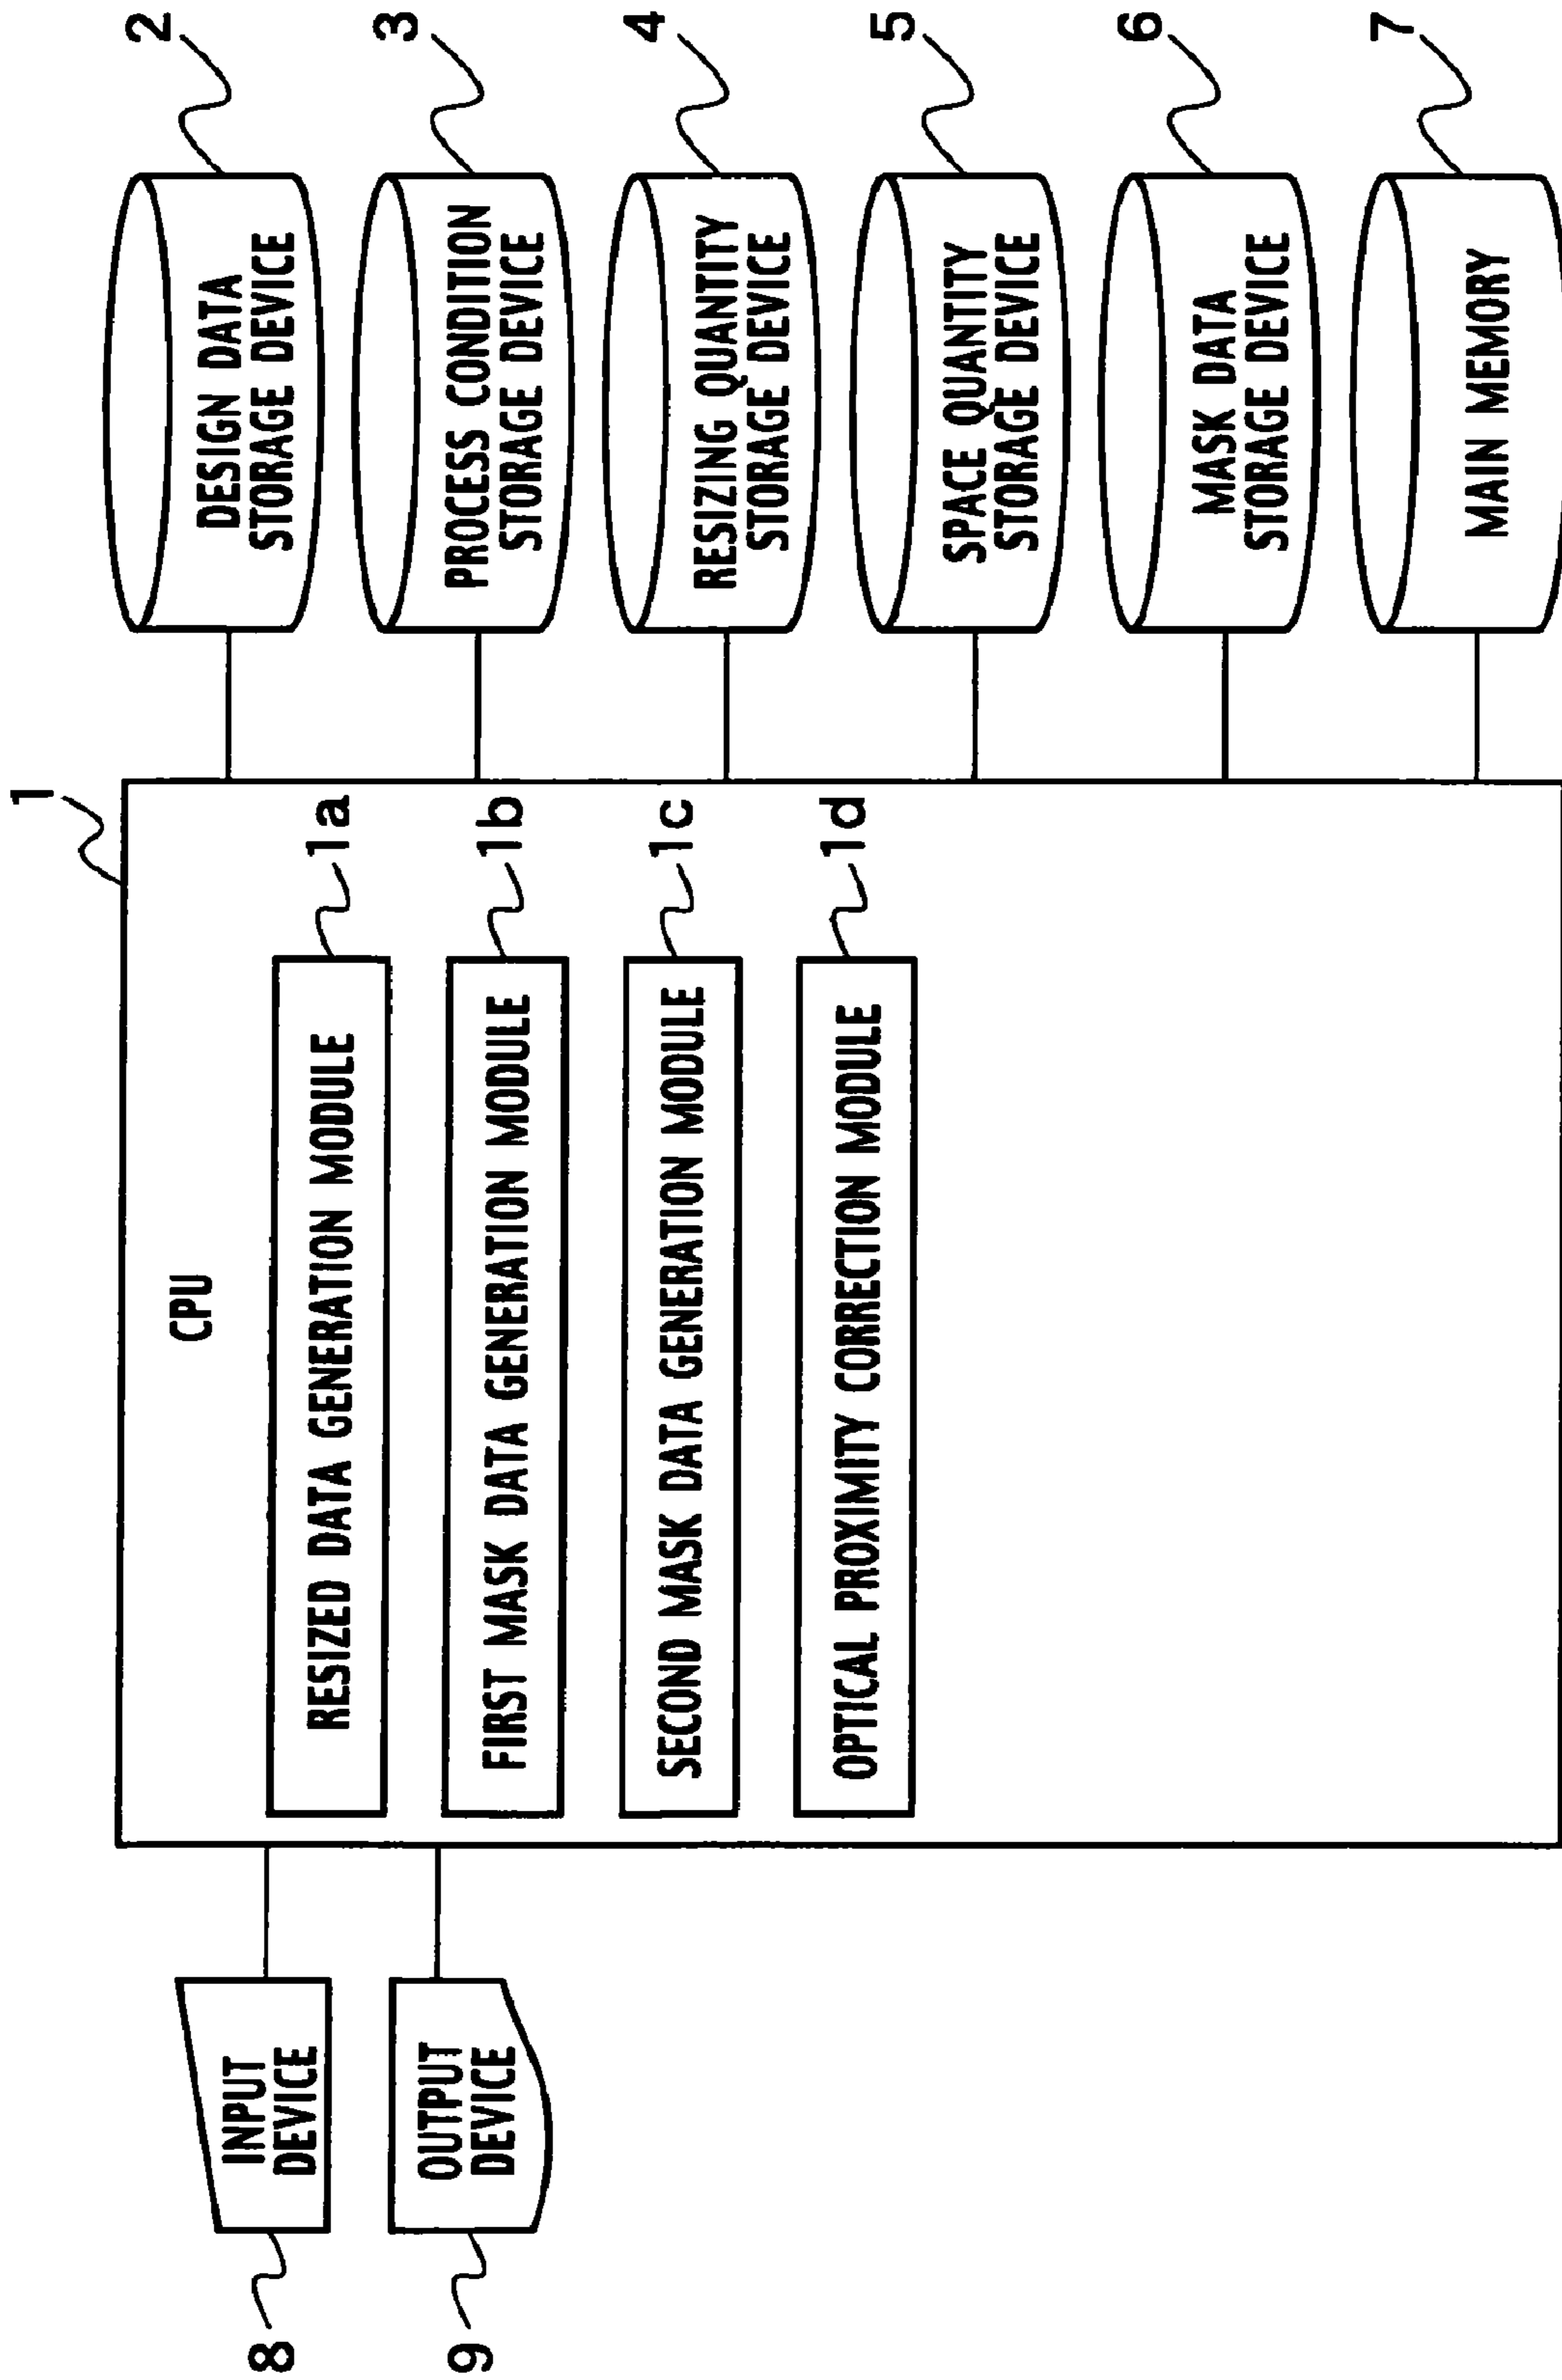 1
CPU
RESIZED DATA GENERATION MODULE
1a
FIRST MASK DATA GENERATION MODULE
1b
SECOND MASK DATA GENERATION MODULE
1c
OPTICAL PROXIMITY CORRECTION MODULE
1d
8
INPUT
DEVICE
9
OUTPUT
DEVICE
DESIGN DATA
STORAGE DEVICE
2
PROCESS CONDITION
STORAGE DEVICE
3
RESIZING QUANTITY
STORAGE DEVICE
4
SPACE QUANTITY
STORAGE DEVICE
5
MASK DATA
STORAGE DEVICE
6
MAIN MEMORY
7